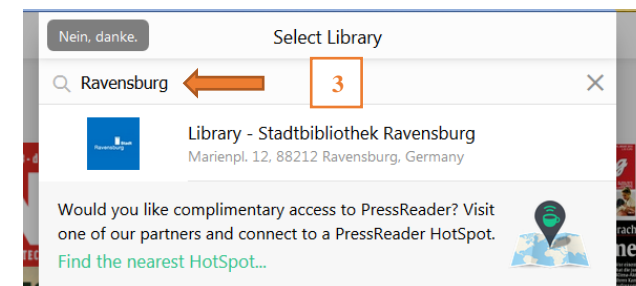 Nein, danke.
Select Library
Ravensburg
3
Library - Stadtbibliothek Ravensburg
Marienpl. 12, 88212 Ravensburg, Germany
Would you like complimentary access to PressReader? Visit
one of our partners and connect to a PressReader HotSpot.
Find the nearest HotSpot...